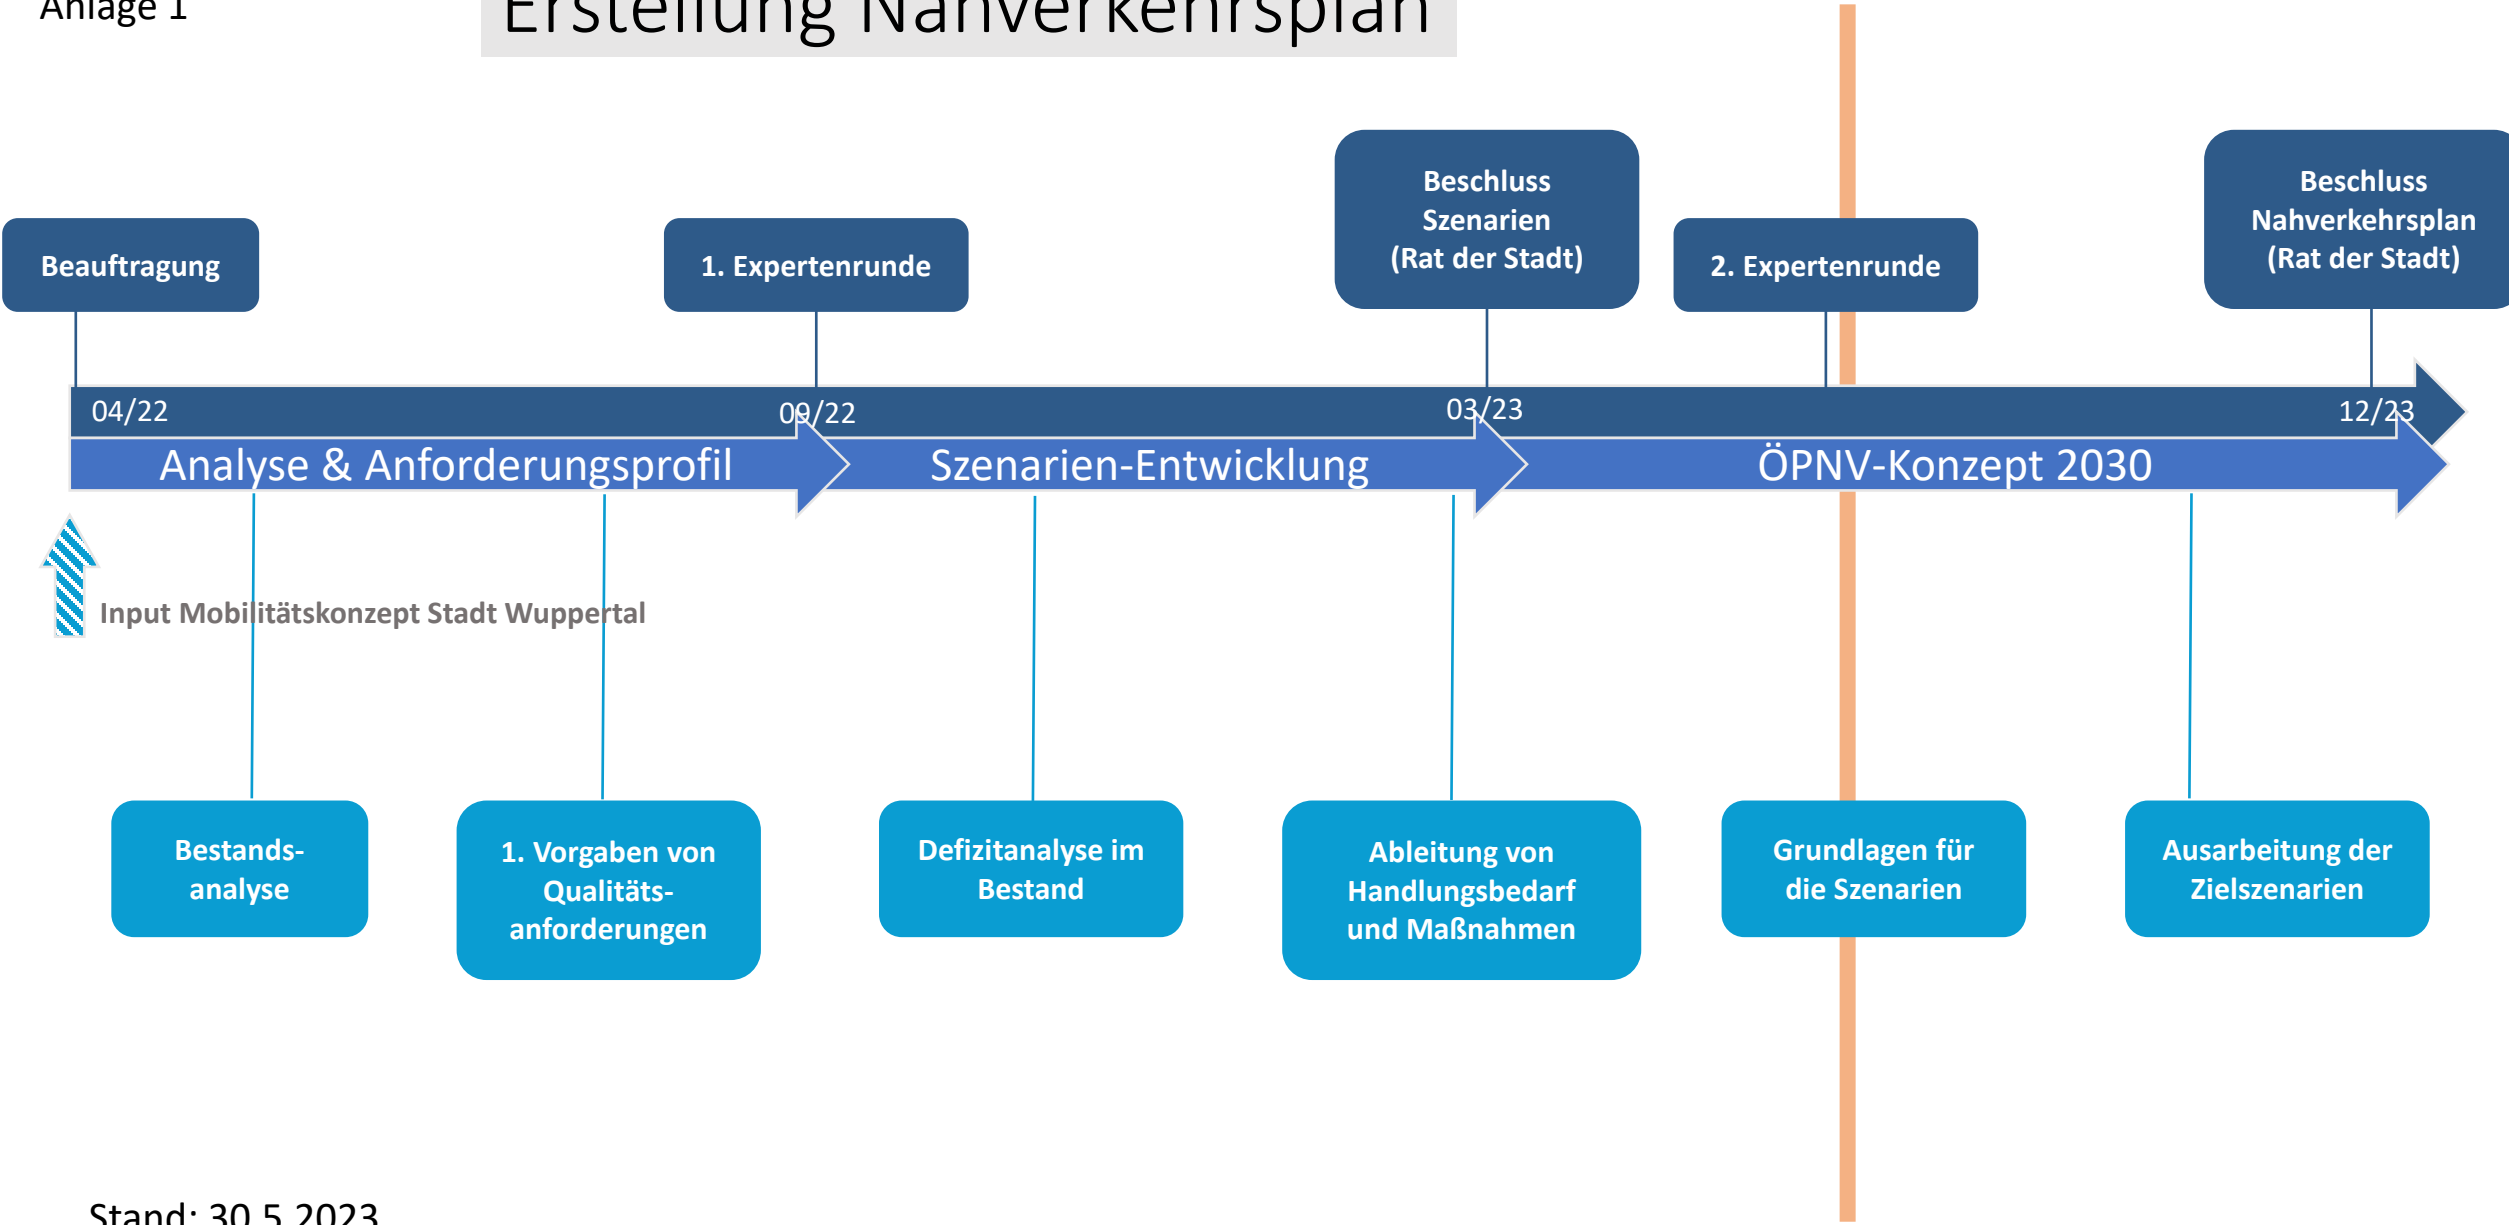 Anlage 1
Erstellung Nahverkehrsplan
Beschluss
Szenarien
(Rat der Stadt)
Beschluss
Nahverkehrsplan
(Rat der Stadt)
Beauftragung
1. Expertenrunde
2. Expertenrunde
04/22
09/22
03/23
12/23
Analyse & Anforderungsprofil
Szenarien-Entwicklung
ÖPNV-Konzept 2030
Input Mobilitätskonzept Stadt Wuppertal
Bestands-
analyse
1. Vorgaben von
Qualitäts-
anforderungen
Defizitanalyse im
Bestand
Ableitung von
Handlungsbedarf
und Maßnahmen
Grundlagen für
die Szenarien
Ausarbeitung der
Zielszenarien
Stand: 30.5.2023